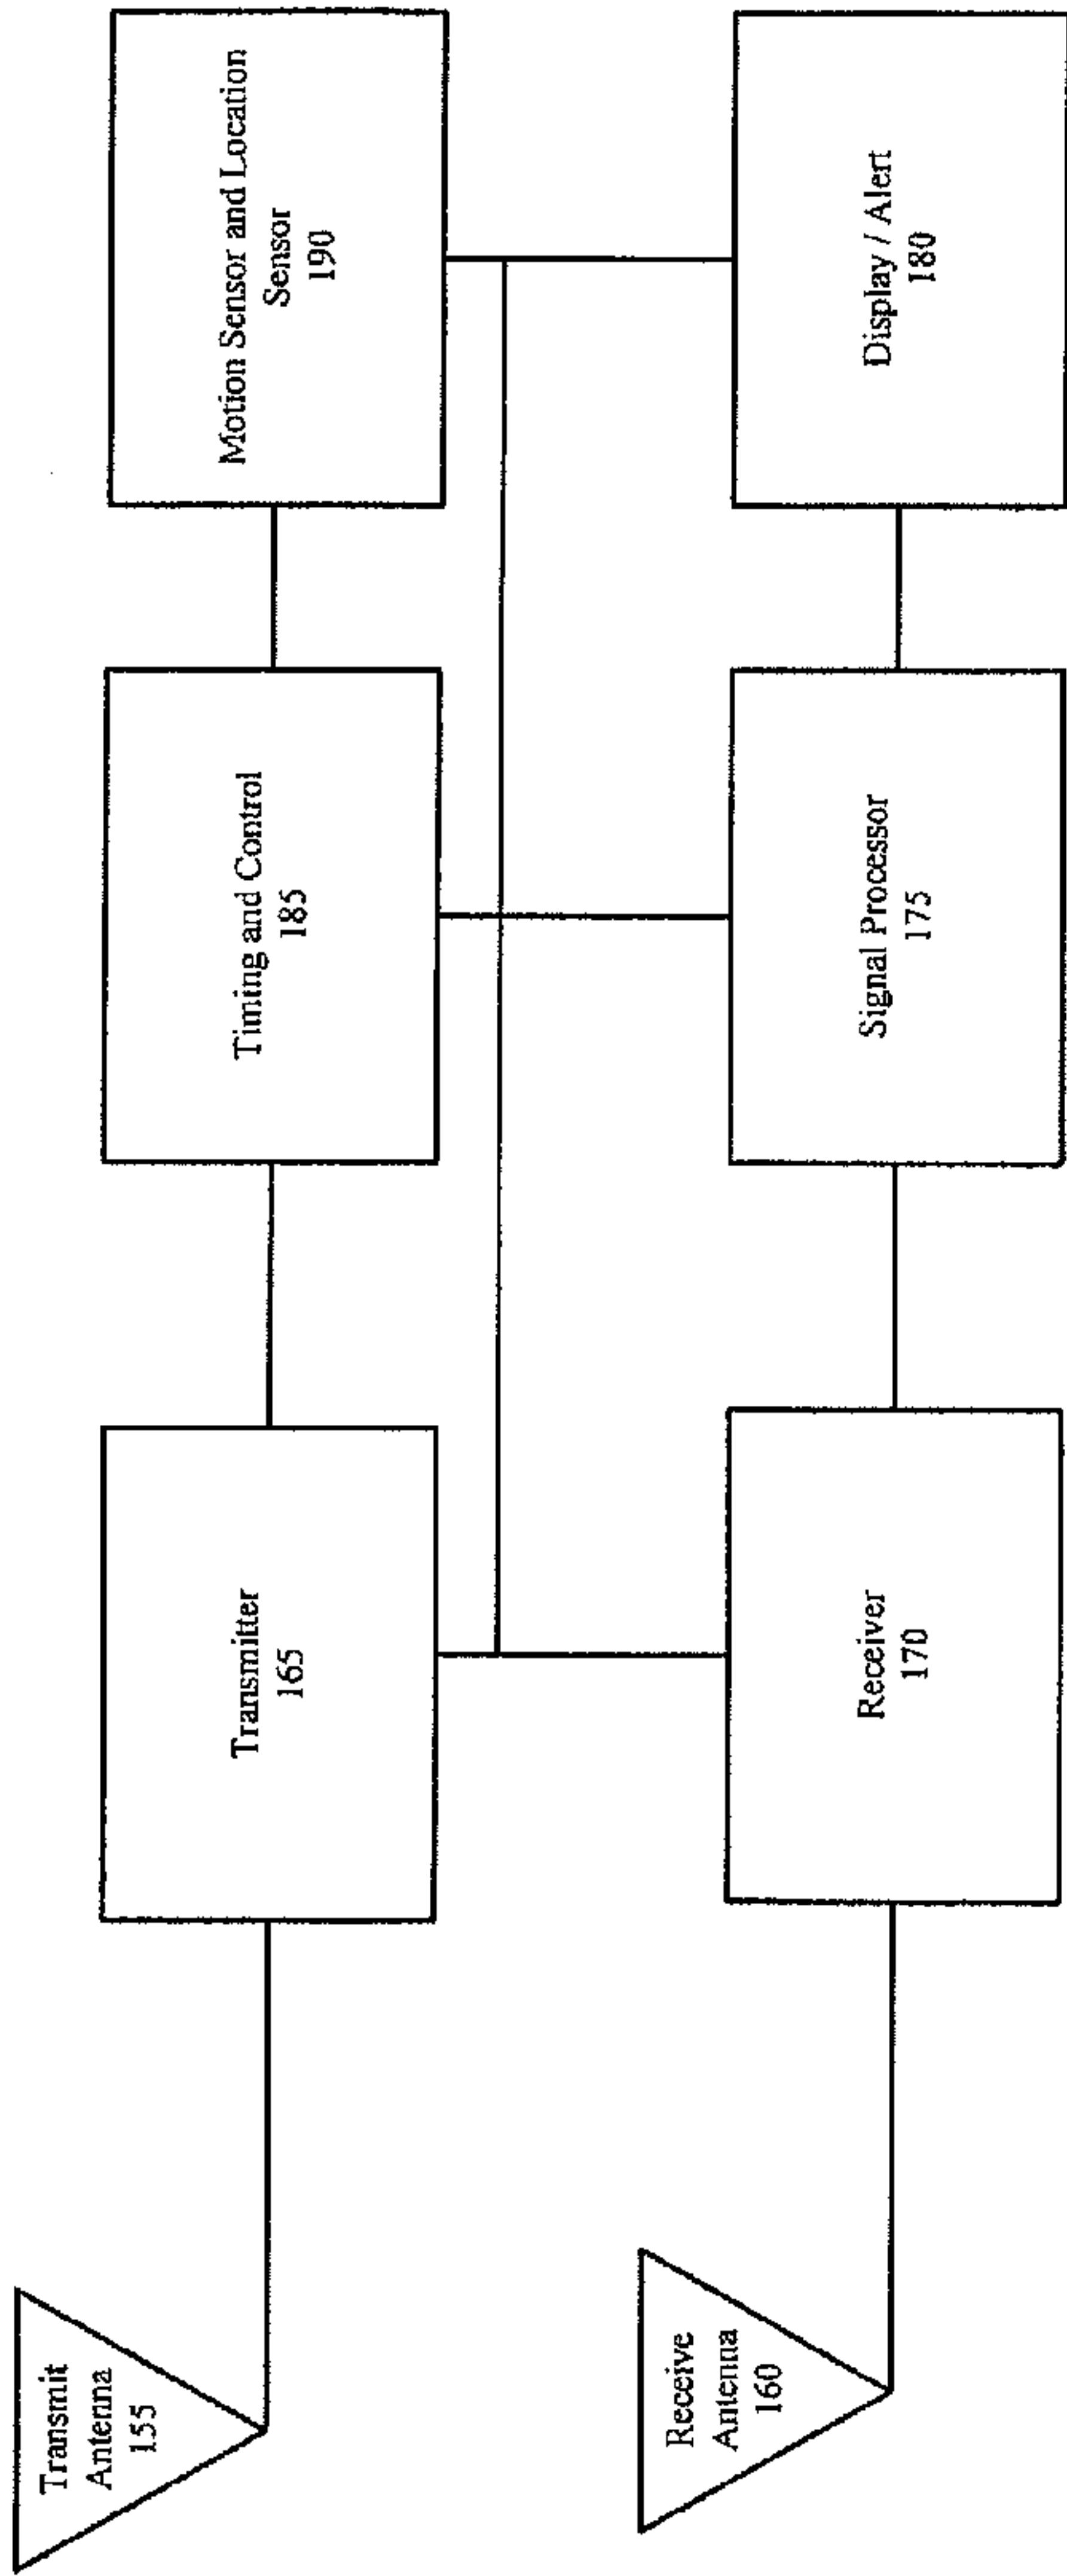 Transmit
Antenna
155
Transmitter
165
Timing and Control
185
Motion Sensor and Location
Sensor
190
Receive
Antenna
160
Receiver
170
Signal Processor
175
Display / Alert
180